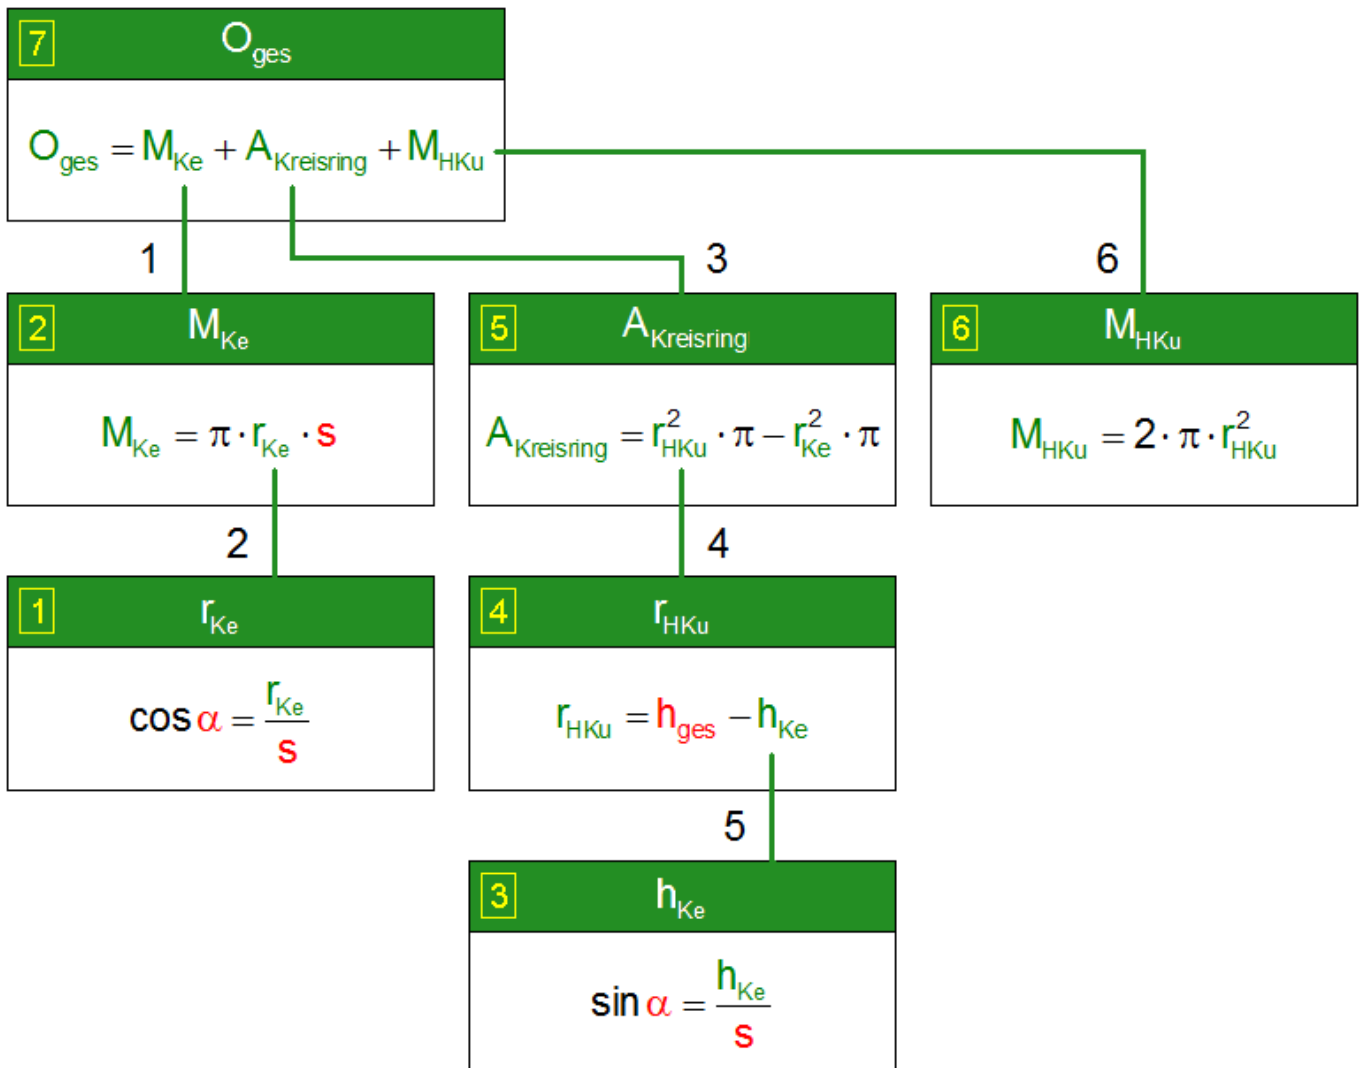 7 O_ges
O_ges = M_Ke + A_Kreisring + M_HKu
1
3
6
2 M_Ke
5 A_Kreisring
6 M_HKu
M_Ke = π · r_Ke · s
A_Kreisring = r²_HKu · π – r²_Ke · π
M_HKu = 2 · π · r²_HKu
2
4
1 r_Ke
4 r_HKu
cos α = r_Ke / s
r_HKu = h_ges – h_Ke
5
3 h_Ke
sin α = h_Ke / s